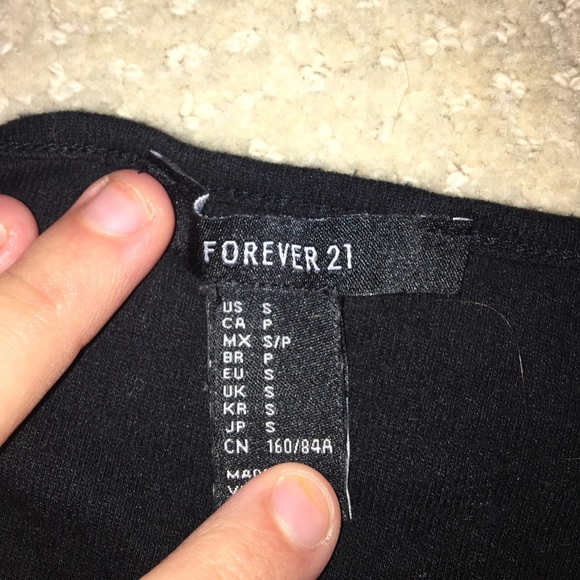 FOREVER 21
US S
CA P
MX S/P
BR P
EU S
UK S
KR S
JP S
CN 160/84A